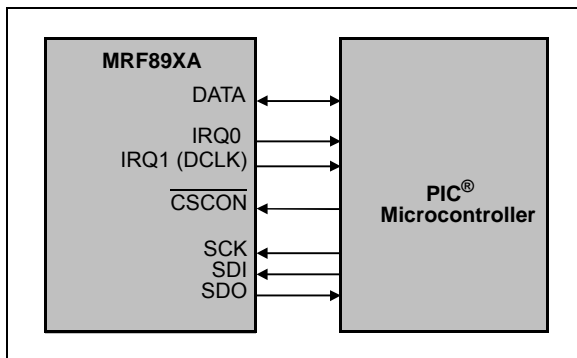 MRF89XA
DATA
IRQ0
IRQ1 (DCLK)
CSCON
SCK
SDI
SDO
PIC®
Microcontroller